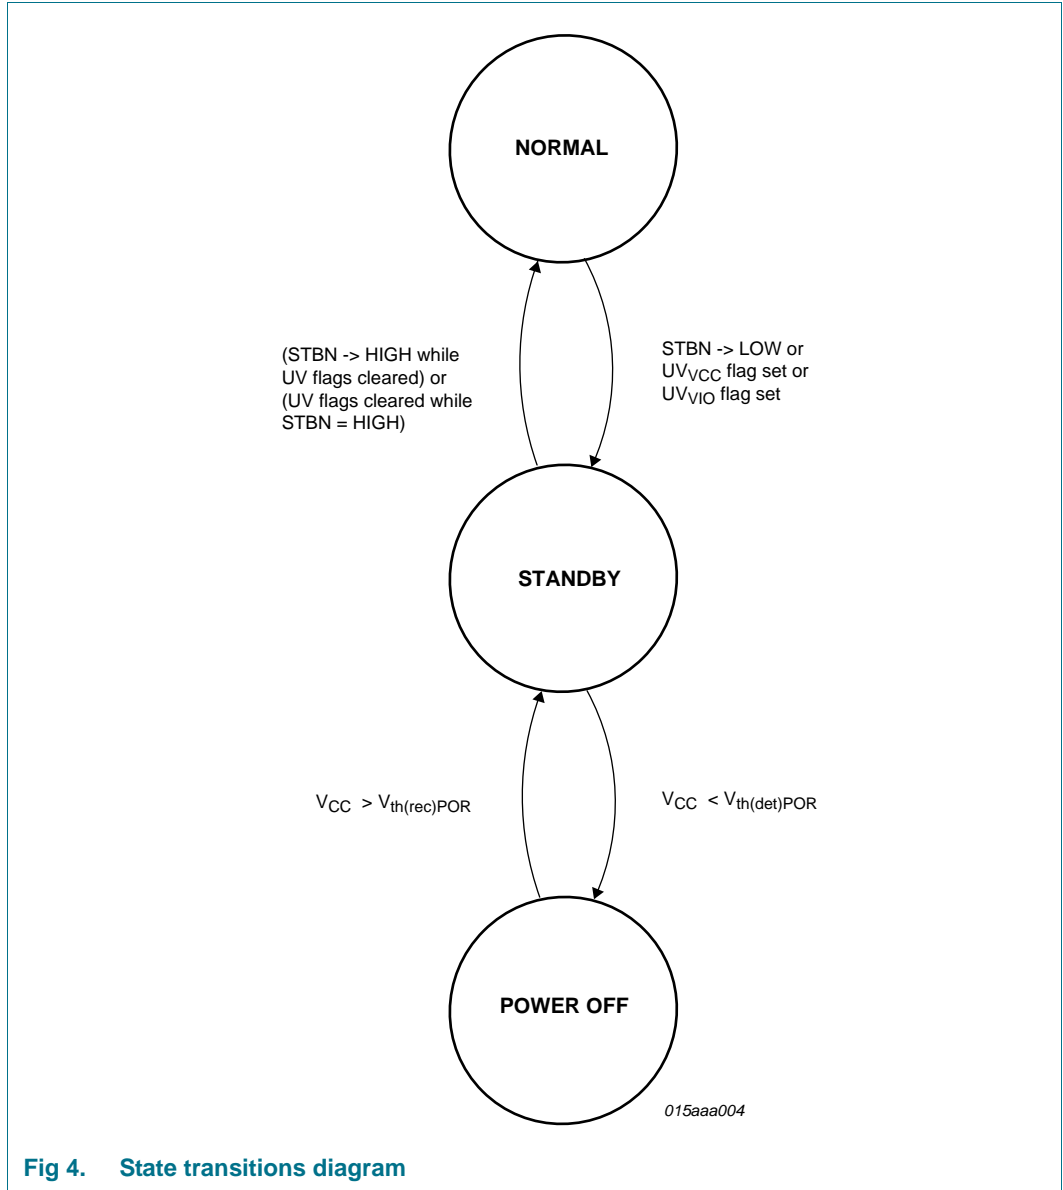 NORMAL
(STBN -> HIGH while
UV flags cleared) or
(UV flags cleared while
STBN = HIGH)
STBN -> LOW or
UVVCC flag set or
UVVIO flag set
STANDBY
VCC > Vth(rec)POR
VCC < Vth(det)POR
POWER OFF
015aaa004
Fig 4. State transitions diagram